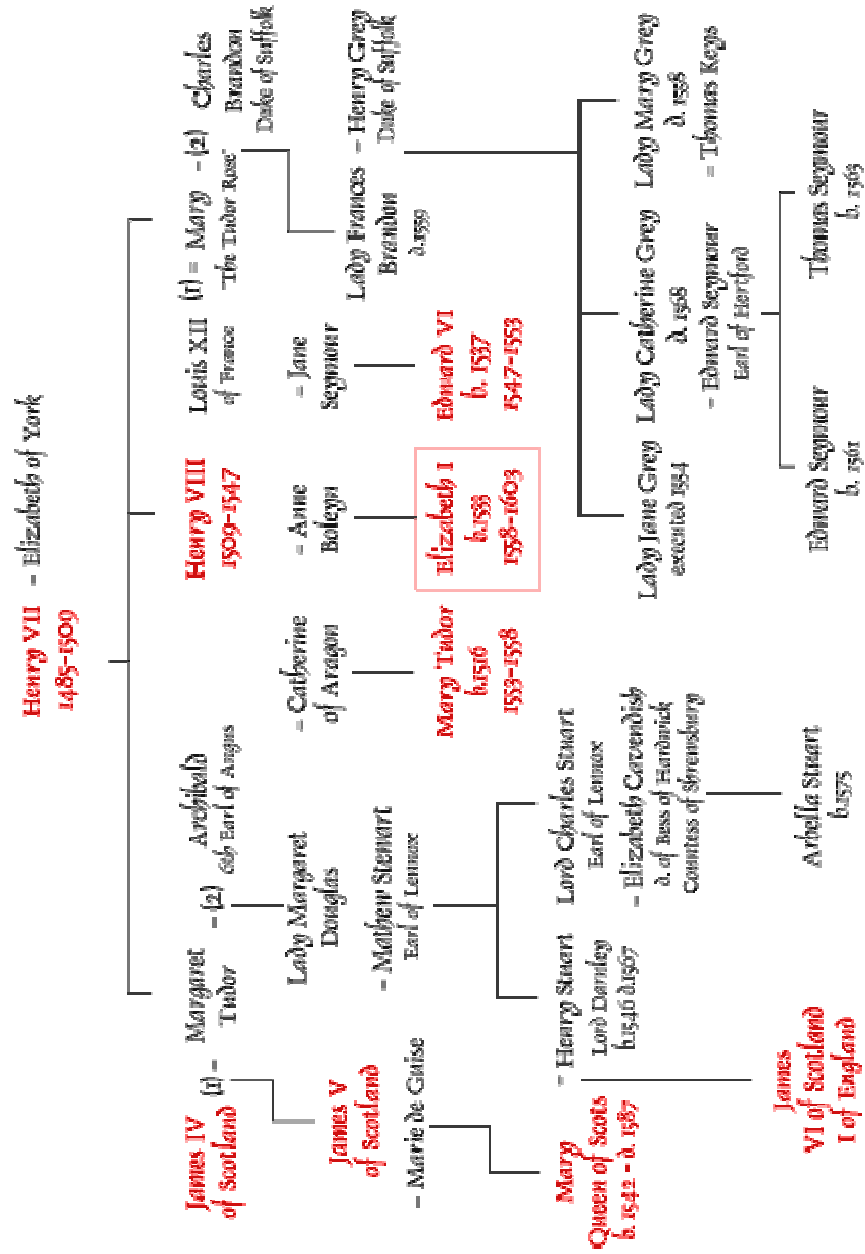 Henry VII = Elizabeth of York
1485-1509
James IV
of Scotland
(1) =
Margaret
Tudor
= (2)
Archibald
6th Earl of Angus
Henry VIII
1509-1547
Louis XII
of France
(1) = Mary = (2)
"The Tudor Rose"
Charles
Brandon
Duke of Suffolk
James V
of Scotland
= Marie de Guise
Lady Margaret
Douglas
= Mathew Stewart
Earl of Lennox
= Catherine
of Aragon
= Anne
Boleyn
= Jane
Seymour
Lady Frances
Brandon
d.1559
= Henry Grey
Duke of Suffolk
Mary Tudor
b.1516
1553-1558
Elizabeth I
b.1533
1558-1603
Edward VI
b. 1537
1547-1553
Mary
Queen of Scots
b. 1542 - d. 1587
= Henry Stuart
Lord Darnley
b.1546 d.1567
Lord Charles Stuart
Earl of Lennox
= Elizabeth Cavendish
d. of Bess of Hardwick
Countess of Shrewsbury
Lady Jane Grey
executed 1554
Lady Catherine Grey
d. 1568
= Edward Seymour
Earl of Hertford
Lady Mary Grey
d. 1558
= Thomas Keys
James
VI of Scotland
I of England
Arbella Stuart
b.1575
Edward Seymour
b. 1561
Thomas Seymour
b. 1563